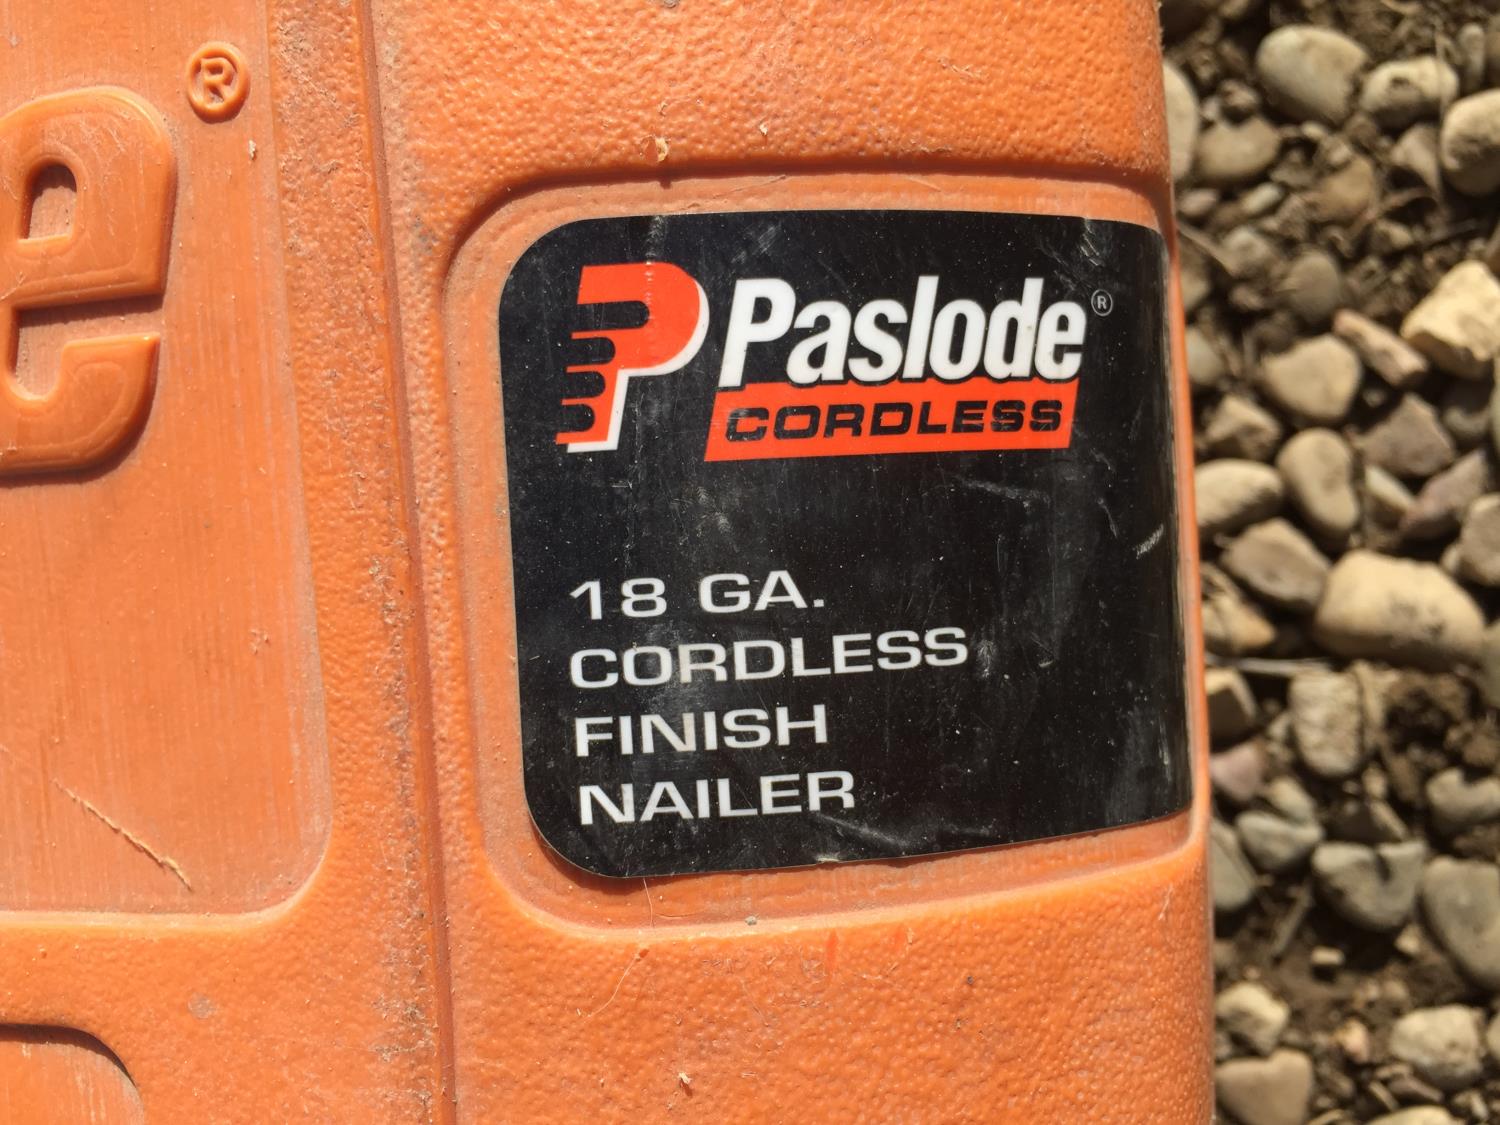 e®
Paslode®
CORDLESS
18 GA.
CORDLESS
FINISH
NAILER